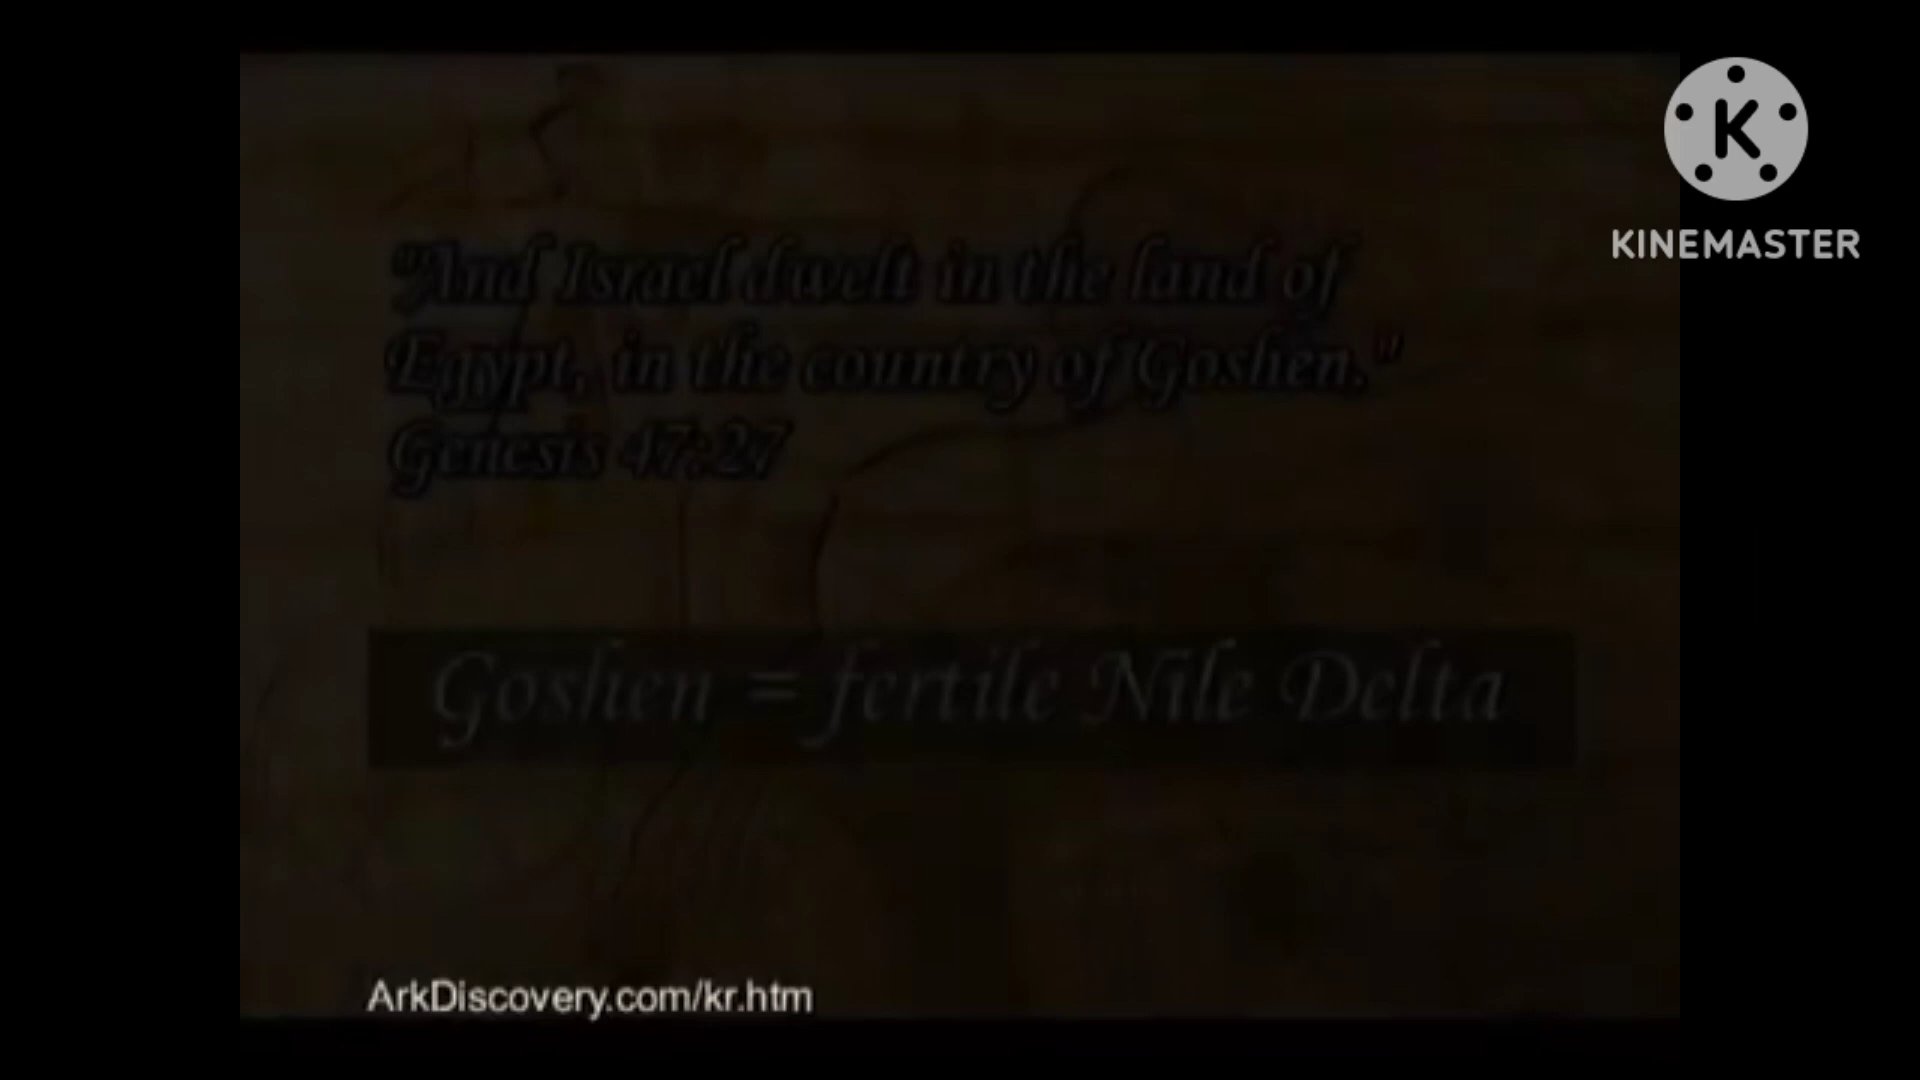 K
KINEMASTER
"And Israel dwelt in the land of
Egypt, in the country of Goshen."
Genesis 47:27
Goshen = fertile Nile Delta
ArkDiscovery.com/kr.htm